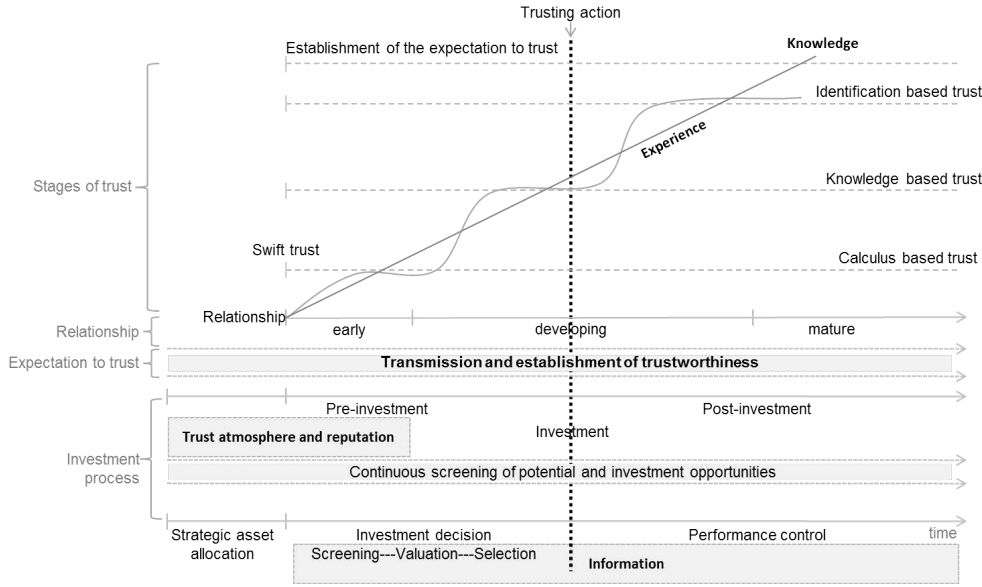 Trusting action
Establishment of the expectation to trust
Knowledge
Identification based trust
Experience
Stages of trust
Knowledge based trust
Swift trust
Calculus based trust
Relationship
Relationship
early
developing
mature
Expectation to trust
Transmission and establishment of trustworthiness
Pre-investment
Post-investment
Trust atmosphere and reputation
Investment
Investment
process
Continuous screening of potential and investment opportunities
Strategic asset
allocation
Investment decision
Performance control
time
Screening---Valuation---Selection
Information